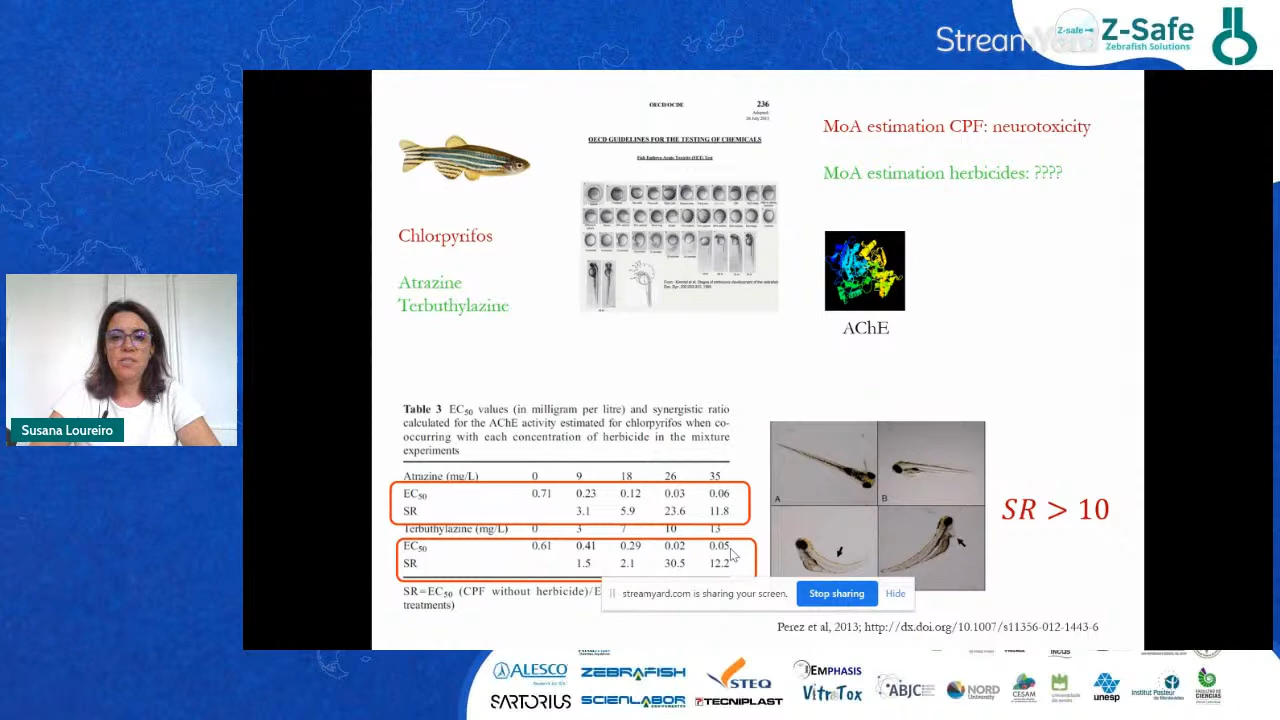 StreamYard
Z-safe
Z-Safe
Zebrafish Solutions
OECD/OCDE
236
Adopted:
26 July 2013
OECD GUIDELINES FOR THE TESTING OF CHEMICALS
Fish Embryo Acute Toxicity (FET) Test
MoA estimation CPF: neurotoxicity
MoA estimation herbicides: ????
Chlorpyrifos
Atrazine
Terbuthylazine
AChE
Susana Loureiro
Table 3 EC50 values (in milligram per litre) and synergistic ratio
calculated for the AChE activity estimated for chlorpyrifos when co-
occurring with each concentration of herbicide in the mixture
experiments
Atrazine (mg/L) 0 9 18 26 35
EC50 0.71 0.23 0.12 0.03 0.06
SR 3.1 5.9 23.6 11.8
Terbuthylazine (mg/L) 0 3 7 10 13
EC50 0.61 0.41 0.29 0.02 0.05
SR 1.5 2.1 30.5 12.2
SR=EC50 (CPF without herbicide)/E
treatments)
A
B
SR > 10
streamyard.com is sharing your screen.
Stop sharing
Hide
Perez et al, 2013; http://dx.doi.org/10.1007/s11356-012-1443-6
ALESCO
ZEBRAFISH
STEQ
EMPHASIS
VitroTox
ABJC
NORD
University
CESAM
unesp
Institut Pasteur
de Montevideo
FACULTAD DE
CIENCIAS
SARTORIUS
SCIENLABOR
TECNIPLAST